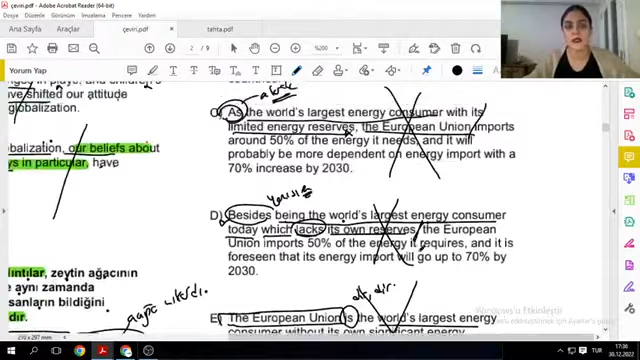 çeviri.pdf - Adobe Acrobat Reader (64-bit)
Dosya Düzenle Görünüm İmzala Pencere Yardım
Ana Sayfa Araçlar çeviri.pdf × tahta.pdf
2 / 9 %200
Yorum Yap
globalization.
ve shifted our attitude
balization, our beliefs about
ys in particular, have
lıntılar, zeytin ağacının
e aynı zamanda
sanların bildiğini
dir.
C) As the world's largest energy consumer with its
limited energy reserves, the European Union imports
around 50% of the energy it needs, and it will
probably be more dependent on energy import with a
70% increase by 2030.
D) Besides being the world's largest energy consumer
today which lacks its own reserves, the European
Union imports 50% of the energy it requires, and it is
foreseen that its energy import will go up to 70% by
2030.
E) The European Union is the world's largest energy
consumer without its own significant energy
Windows'u Etkinleştir
210 x 297 mm
TUR
17:36
30.12.2022